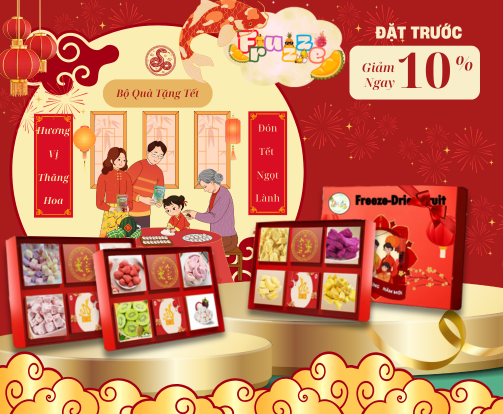 Fruzee
ĐẶT TRƯỚC
Giảm
Ngay
10%
Bộ Quà Tặng Tết
Hương
Vị
Thăng
Hoa
Đón
Tết
Ngọt
Lành
Freeze-Dried Fruit